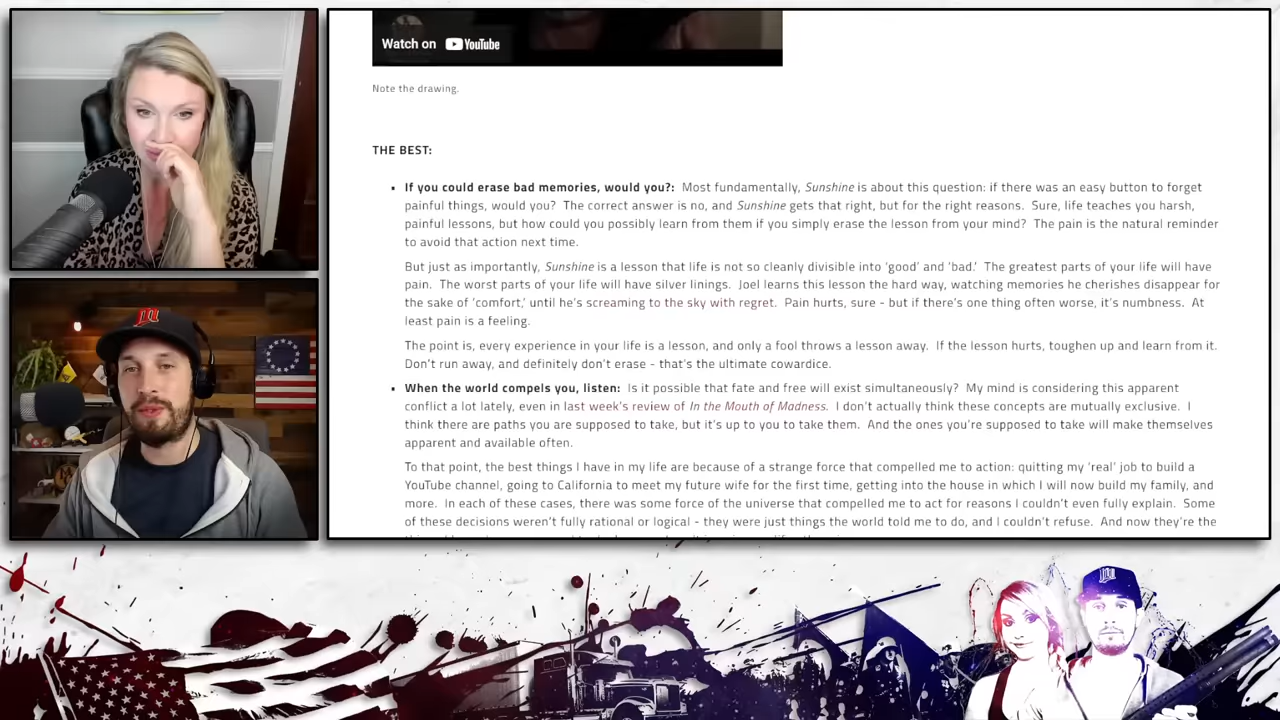 Watch on YouTube
Note the drawing.
THE BEST:
If you could erase bad memories, would you?: Most fundamentally, Sunshine is about this question: if there was an easy button to forget
painful things, would you? The correct answer is no, and Sunshine gets that right, but for the right reasons. Sure, life teaches you harsh,
painful lessons, but how could you possibly learn from them if you simply erase the lesson from your mind? The pain is the natural reminder
to avoid that action next time.
But just as importantly, Sunshine is a lesson that life is not so cleanly divisible into ‘good’ and ‘bad.’ The greatest parts of your life will have
pain. The worst parts of your life will have silver linings. Joel learns this lesson the hard way, watching memories he cherishes disappear for
the sake of ‘comfort,’ until he’s screaming to the sky with regret. Pain hurts, sure - but if there’s one thing often worse, it’s numbness. At
least pain is a feeling.
The point is, every experience in your life is a lesson, and only a fool throws a lesson away. If the lesson hurts, toughen up and learn from it.
Don’t run away, and definitely don’t erase - that’s the ultimate cowardice.
When the world compels you, listen: Is it possible that fate and free will exist simultaneously? My mind is considering this apparent
conflict a lot lately, even in last week’s review of In the Mouth of Madness. I don’t actually think these concepts are mutually exclusive. I
think there are paths you are supposed to take, but it’s up to you to take them. And the ones you’re supposed to take will make themselves
apparent and available often.
To that point, the best things I have in my life are because of a strange force that compelled me to action: quitting my ‘real’ job to build a
YouTube channel, going to California to meet my future wife for the first time, getting into the house in which I will now build my family, and
more. In each of these cases, there was some force of the universe that compelled me to act for reasons I couldn’t even fully explain. Some
of these decisions weren’t fully rational or logical - they were just things the world told me to do, and I couldn’t refuse. And now they’re the